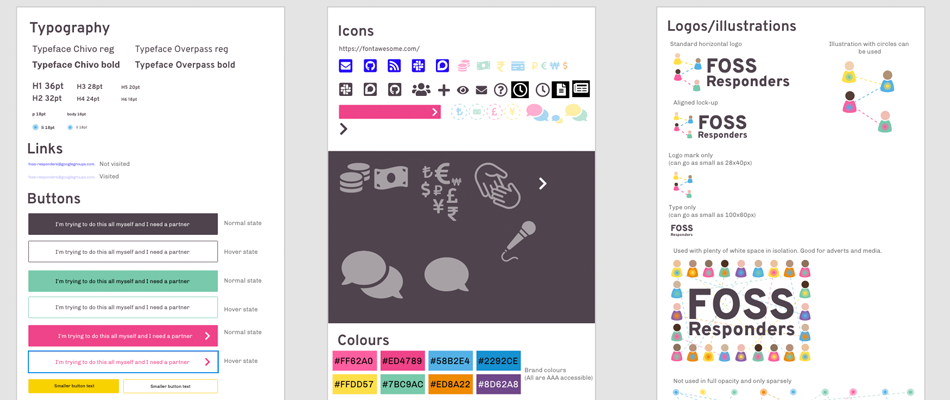 Typography
Typeface Chivo reg
Typeface Overpass reg
Typeface Chivo bold
Typeface Overpass bold
H1 36pt
H3 28pt
H5 20pt
H2 32pt
H4 24pt
H6 16pt
p 18pt
body 16pt
S 18pt
S 14pt
Links
foss-responders@googlegroups.com
Not visited
foss-responders@googlegroups.com
Visited
Buttons
I'm trying to do this all myself and I need a partner
Normal state
I'm trying to do this all myself and I need a partner
Hover state
I'm trying to do this all myself and I need a partner
Normal state
I'm trying to do this all myself and I need a partner
Hover state
I'm trying to do this all myself and I need a partner
Normal state
I'm trying to do this all myself and I need a partner
Hover state
Smaller button text
Smaller button text
Icons
https://fontawesome.com/
Colours
#FF62A0
#ED4789
#58B2E4
#2292CE
#FFDD57
#7BC9AC
#ED8A22
#8D62A8
Brand colours
(All are AAA accessible)
Logos/illustrations
Standard horizontal logo
Illustration with circles can
be used
FOSS
Responders
Aligned lock-up
FOSS
Responders
Logo mark only
(can go as small as 28x40px)
Type only
(can go as small as 100x60px)
FOSS
Responders
Used with plenty of white space in isolation. Good for adverts and media.
FOSS
Responders
Not used in full opacity and only sparsely